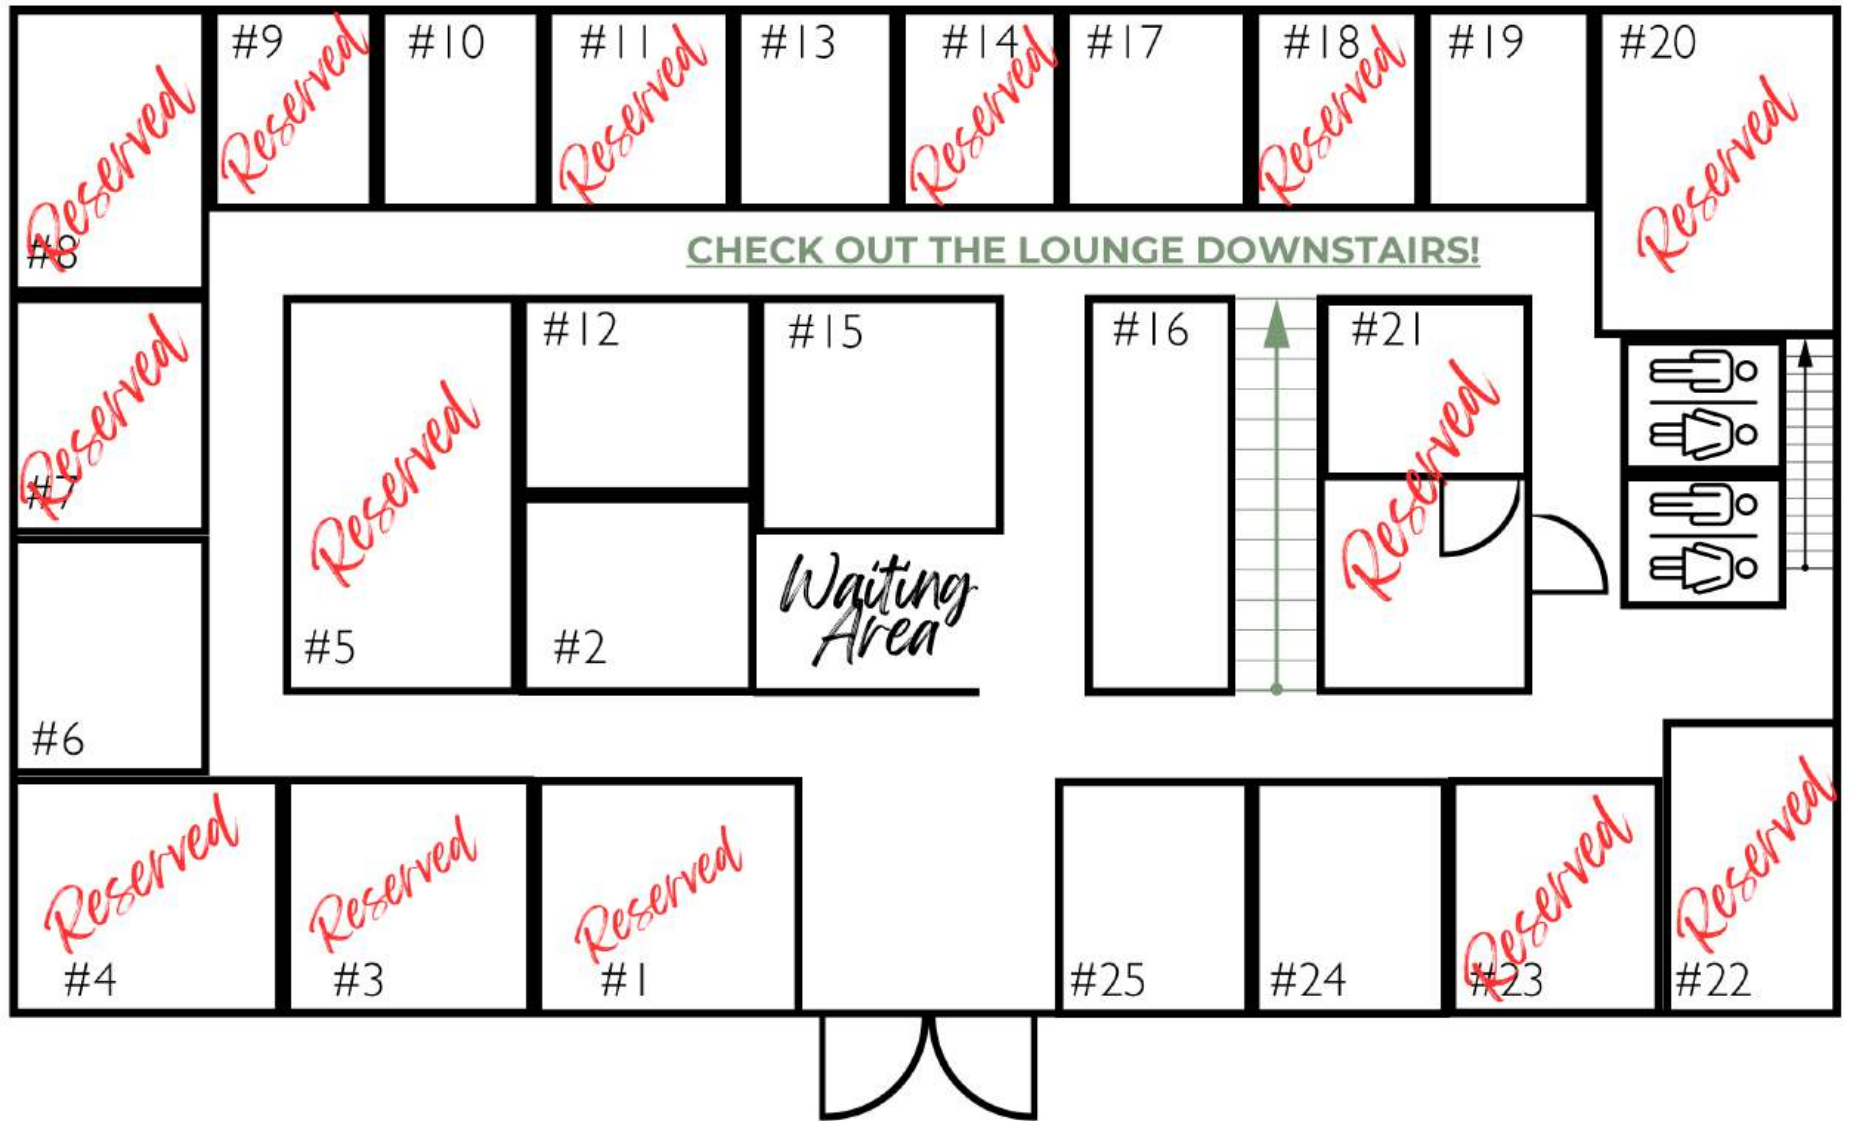 #9
Reserved
#10
#11
Reserved
#13
#14
Reserved
#17
#18
Reserved
#19
#20
Reserved
Reserved
#8
CHECK OUT THE LOUNGE DOWNSTAIRS!
Reserved
#7
#12
#15
#16
#21
Reserved
Reserved
#5
#2
Waiting
Area
#6
Reserved
#4
Reserved
#3
Reserved
#1
#25
#24
Reserved
#23
Reserved
#22